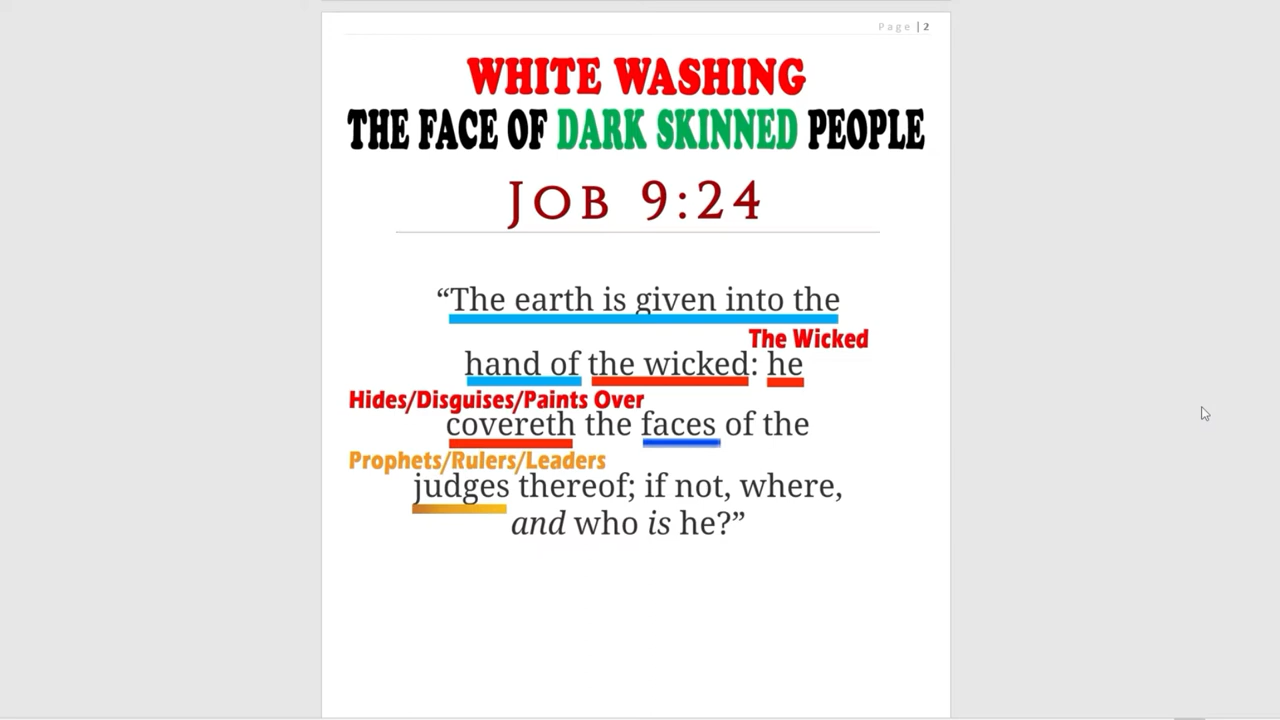 Page | 2
WHITE WASHING
THE FACE OF DARK SKINNED PEOPLE
JOB 9:24
“The earth is given into the
The Wicked
hand of the wicked: he
Hides/Disguises/Paints Over
covereth the faces of the
Prophets/Rulers/Leaders
judges thereof; if not, where,
and who is he?”